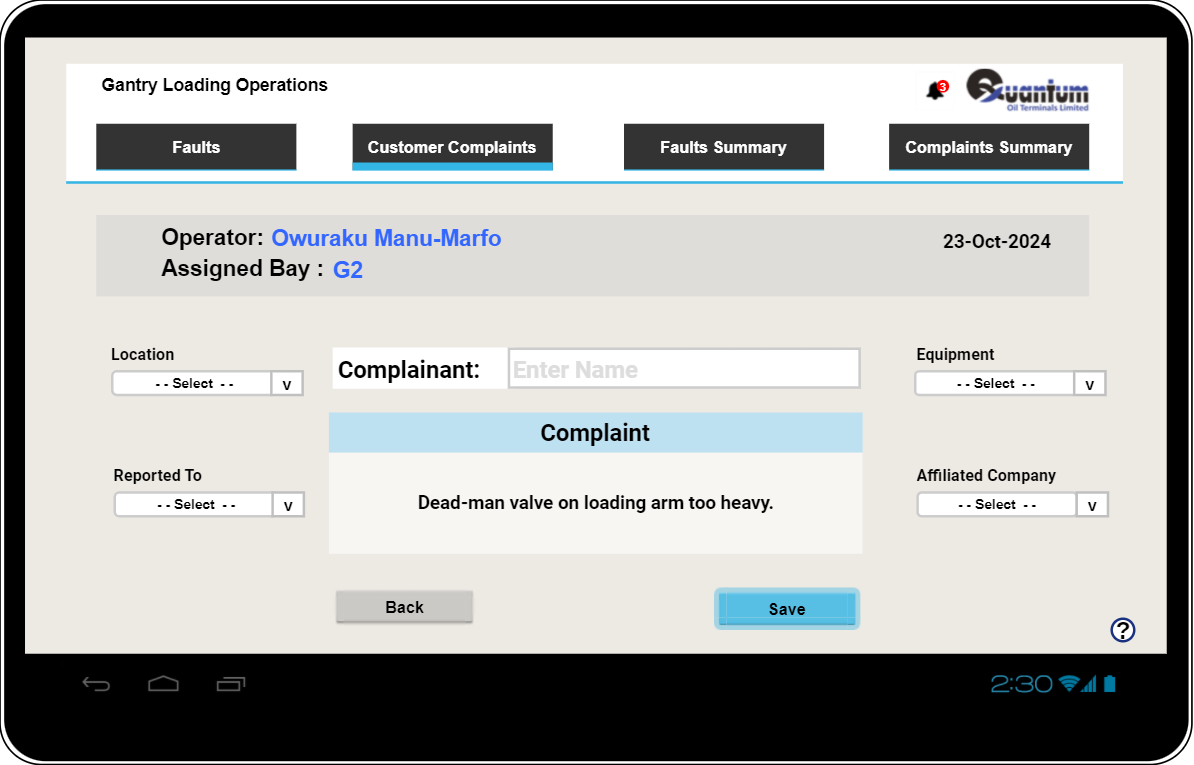 Gantry Loading Operations
3
Quantum
Oil Terminals Limited
Faults
Customer Complaints
Faults Summary
Complaints Summary
Operator: Owuraku Manu-Marfo
23-Oct-2024
Assigned Bay : G2
Location
- - Select - -
v
Complainant:
Enter Name
Equipment
- - Select - -
v
Complaint
Reported To
- - Select - -
v
Dead-man valve on loading arm too heavy.
Affiliated Company
- - Select - -
v
Back
Save
?
2:30